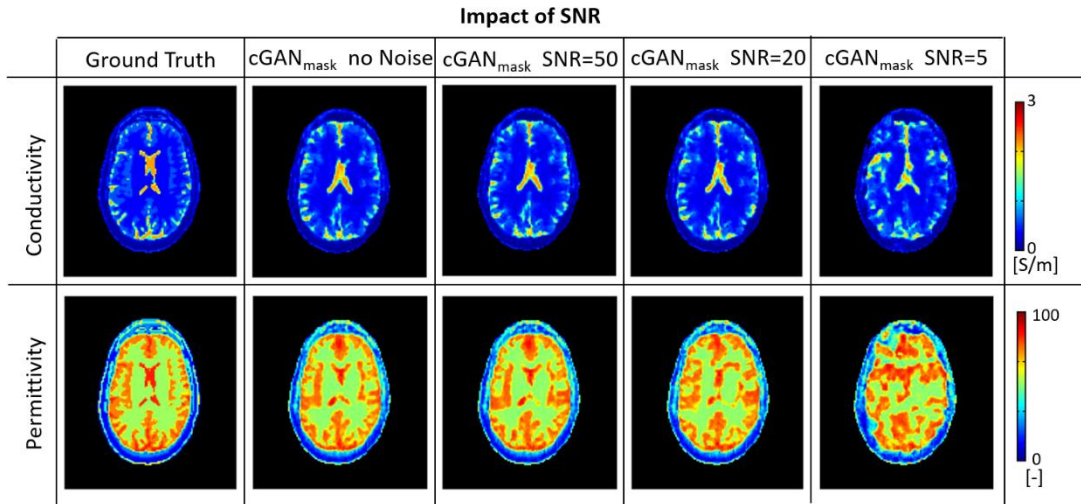 Impact of SNR
Ground Truth
cGANmask no Noise
cGANmask SNR=50
cGANmask SNR=20
cGANmask SNR=5
Conductivity
3
0
[S/m]
Permittivity
100
0
[-]